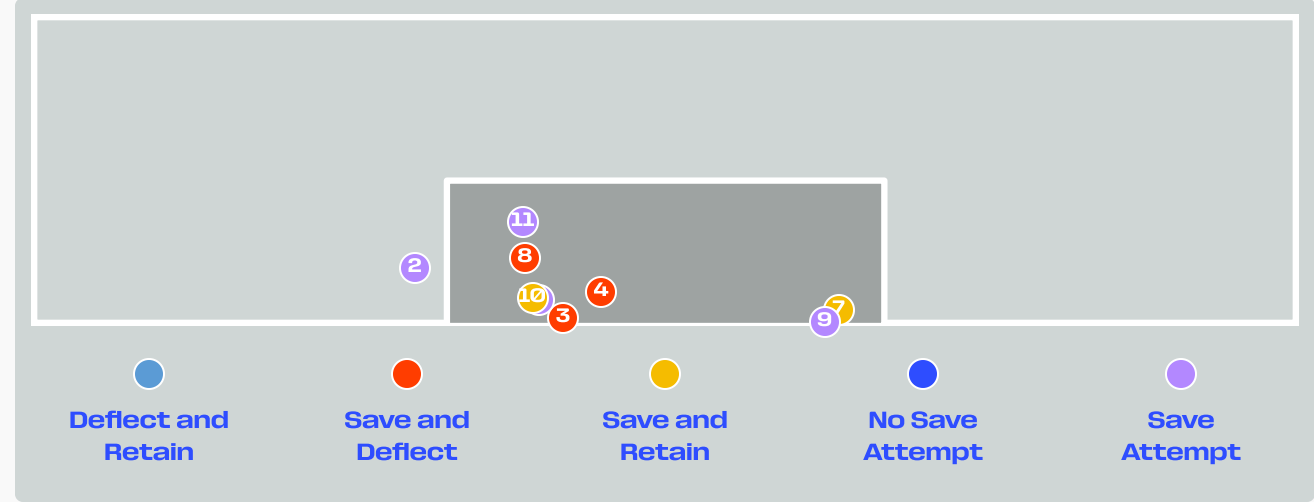 11
8
2
10
4
3
7
9
Deflect and
Retain
Save and
Deflect
Save and
Retain
No Save
Attempt
Save
Attempt